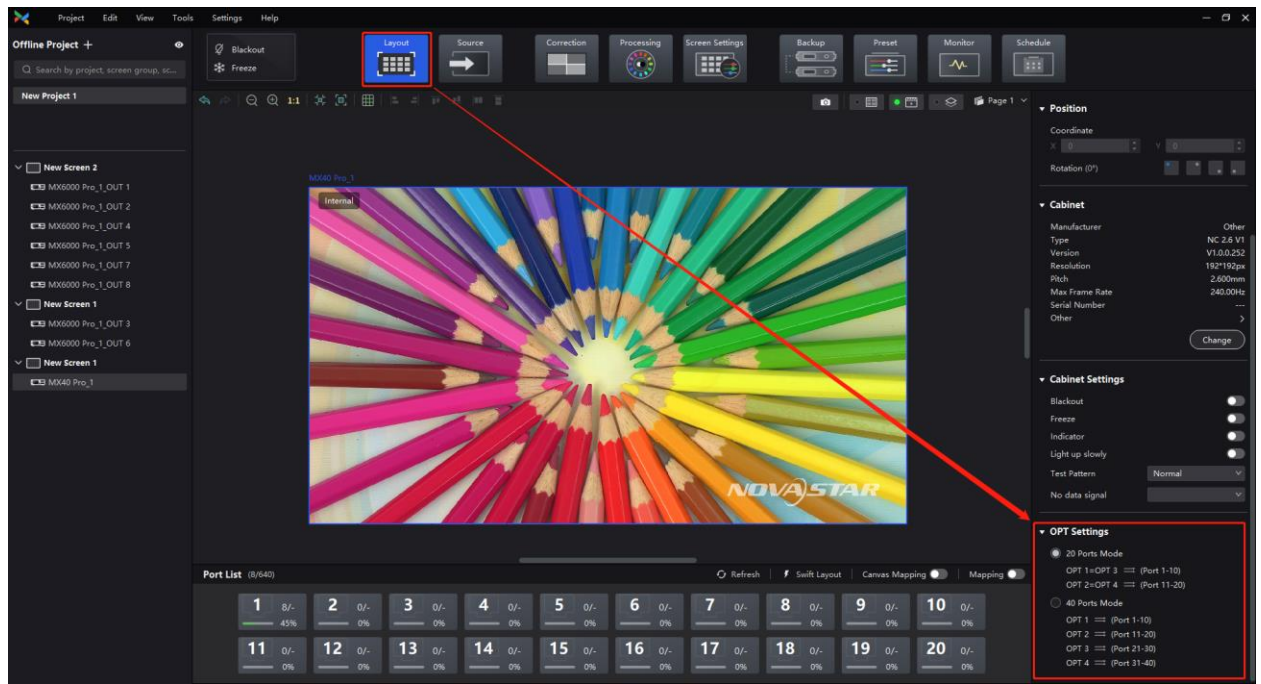 Project Edit View Tools Settings Help
Offline Project +
Search by project, screen group, sc...
New Project 1
New Screen 2
MX6000 Pro_1_OUT 1
MX6000 Pro_1_OUT 2
MX6000 Pro_1_OUT 4
MX6000 Pro_1_OUT 5
MX6000 Pro_1_OUT 7
MX6000 Pro_1_OUT 8
New Screen 1
MX6000 Pro_1_OUT 3
MX6000 Pro_1_OUT 6
New Screen 1
MX40 Pro_1
Blackout
Freeze
Layout
Source
Correction
Processing
Screen Settings
Backup
Preset
Monitor
Schedule
1:1
Page 1
MX40 Pro_1
Internal
NOVASTAR
Port List (8/640)
Refresh
Swift Layout
Canvas Mapping
Mapping
1 8/- 45%
2 0/- 0%
3 0/- 0%
4 0/- 0%
5 0/- 0%
6 0/- 0%
7 0/- 0%
8 0/- 0%
9 0/- 0%
10 0/- 0%
11 0/- 0%
12 0/- 0%
13 0/- 0%
14 0/- 0%
15 0/- 0%
16 0/- 0%
17 0/- 0%
18 0/- 0%
19 0/- 0%
20 0/- 0%
Position
Coordinate
X 0 Y 0
Rotation (0°)
Cabinet
Manufacturer Other
Type NC 2.6 V1
Version V1.0.0.252
Resolution 192*192px
Pitch 2.600mm
Max Frame Rate 240.00Hz
Serial Number ---
Other >
Change
Cabinet Settings
Blackout
Freeze
Indicator
Light up slowly
Test Pattern Normal
No data signal
OPT Settings
20 Ports Mode
OPT 1=OPT 3 ⇌ (Port 1-10)
OPT 2=OPT 4 ⇌ (Port 11-20)
40 Ports Mode
OPT 1 ⇌ (Port 1-10)
OPT 2 ⇌ (Port 11-20)
OPT 3 ⇌ (Port 21-30)
OPT 4 ⇌ (Port 31-40)